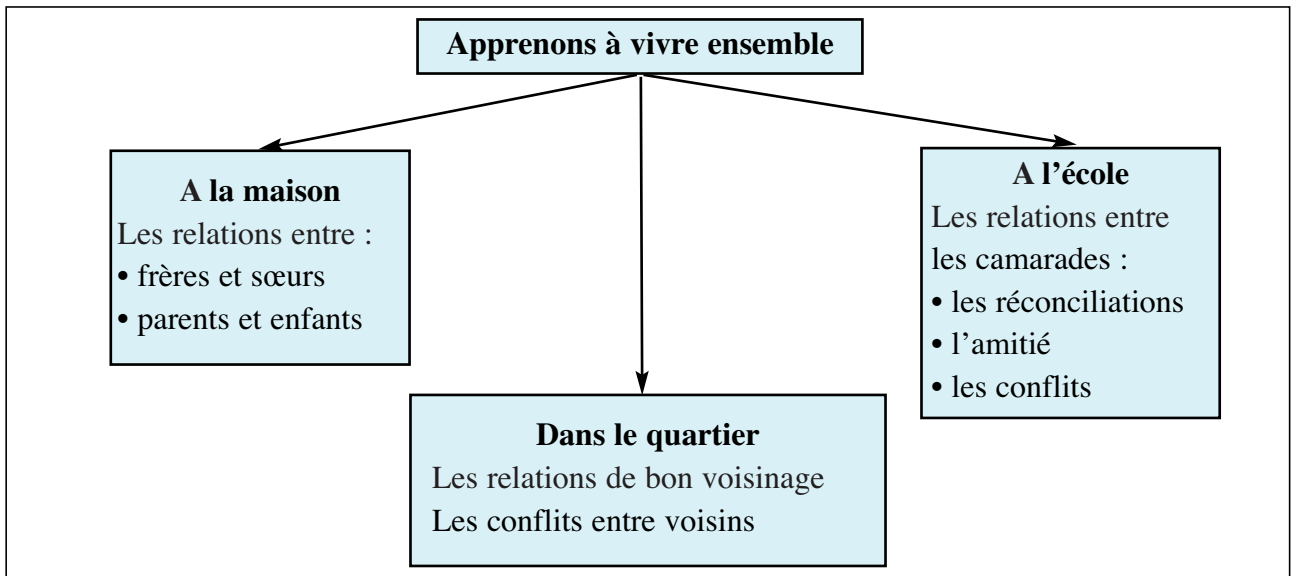 Apprenons à vivre ensemble
A la maison
Les relations entre :
• frères et sœurs
• parents et enfants
Dans le quartier
Les relations de bon voisinage
Les conflits entre voisins
A l’école
Les relations entre
les camarades :
• les réconciliations
• l’amitié
• les conflits